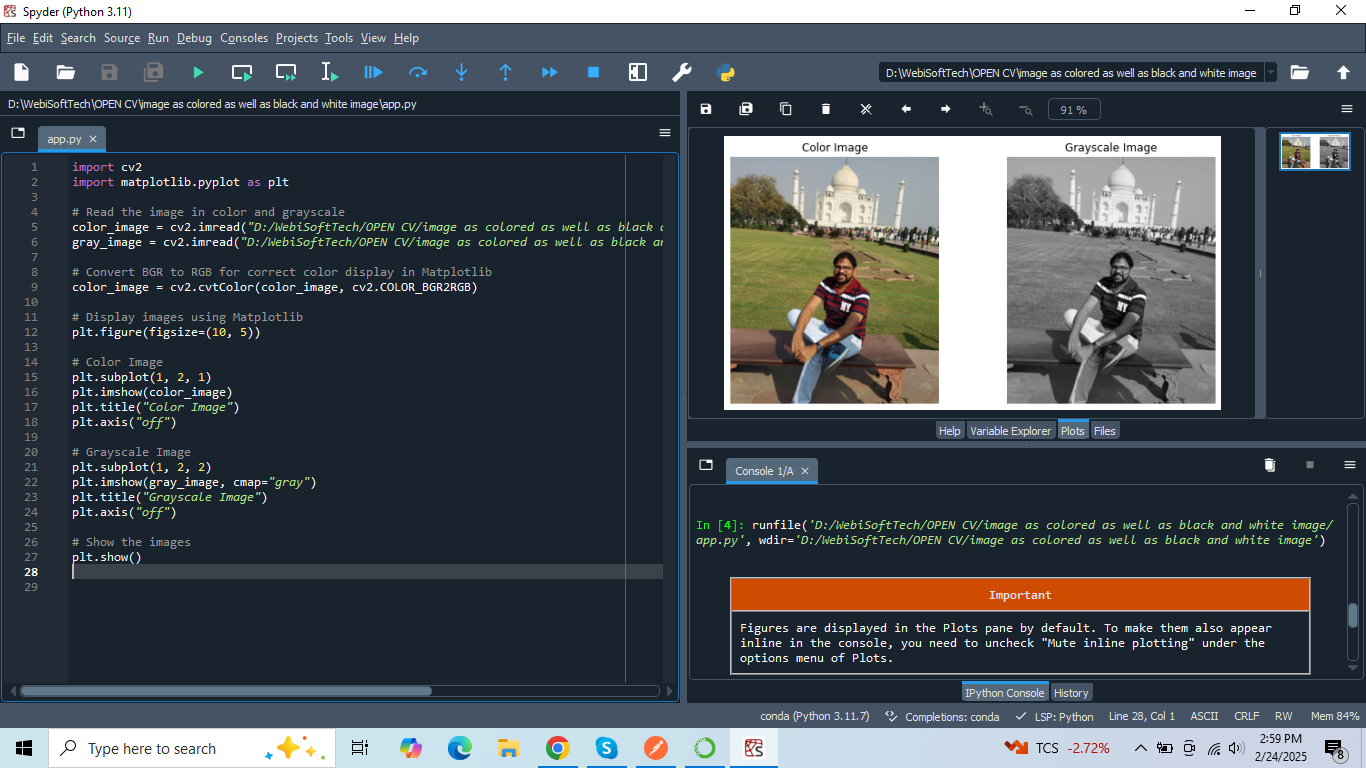 Spyder (Python 3.11)
File Edit Search Source Run Debug Consoles Projects Tools View Help
D:\WebiSoftTech\OPEN CV\image as colored as well as black and white image
D:\WebiSoftTech\OPEN CV\image as colored as well as black and white image\app.py
app.py
1 import cv2
2 import matplotlib.pyplot as plt
3
4 # Read the image in color and grayscale
5 color_image = cv2.imread("D:/WebiSoftTech/OPEN CV/image as colored as well as black
6 gray_image = cv2.imread("D:/WebiSoftTech/OPEN CV/image as colored as well as black
7
8 # Convert BGR to RGB for correct color display in Matplotlib
9 color_image = cv2.cvtColor(color_image, cv2.COLOR_BGR2RGB)
10
11 # Display images using Matplotlib
12 plt.figure(figsize=(10, 5))
13
14 # Color Image
15 plt.subplot(1, 2, 1)
16 plt.imshow(color_image)
17 plt.title("Color Image")
18 plt.axis("off")
19
20 # Grayscale Image
21 plt.subplot(1, 2, 2)
22 plt.imshow(gray_image, cmap="gray")
23 plt.title("Grayscale Image")
24 plt.axis("off")
25
26 # Show the images
27 plt.show()
28
29
91 %
Color Image
Grayscale Image
NY
NY
Help Variable Explorer Plots Files
Console 1/A
In [4]: runfile('D:/WebiSoftTech/OPEN CV/image as colored as well as black and white image/
app.py', wdir='D:/WebiSoftTech/OPEN CV/image as colored as well as black and white image')
Important
Figures are displayed in the Plots pane by default. To make them also appear
inline in the console, you need to uncheck "Mute inline plotting" under the
options menu of Plots.
IPython Console History
conda (Python 3.11.7) Completions: conda LSP: Python Line 28, Col 1 ASCII CRLF RW Mem 84%
Type here to search
TCS -2.72%
2:59 PM
2/24/2025
8